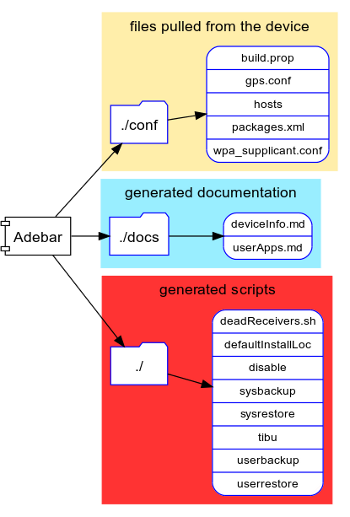 files pulled from the device
build.prop
gps.conf
hosts
./conf
packages.xml
wpa_supplicant.conf
generated documentation
deviceInfo.md
Adebar
./docs
userApps.md
generated scripts
deadReceivers.sh
defaultInstallLoc
disable
./
sysbackup
sysrestore
tibu
userbackup
userrestore